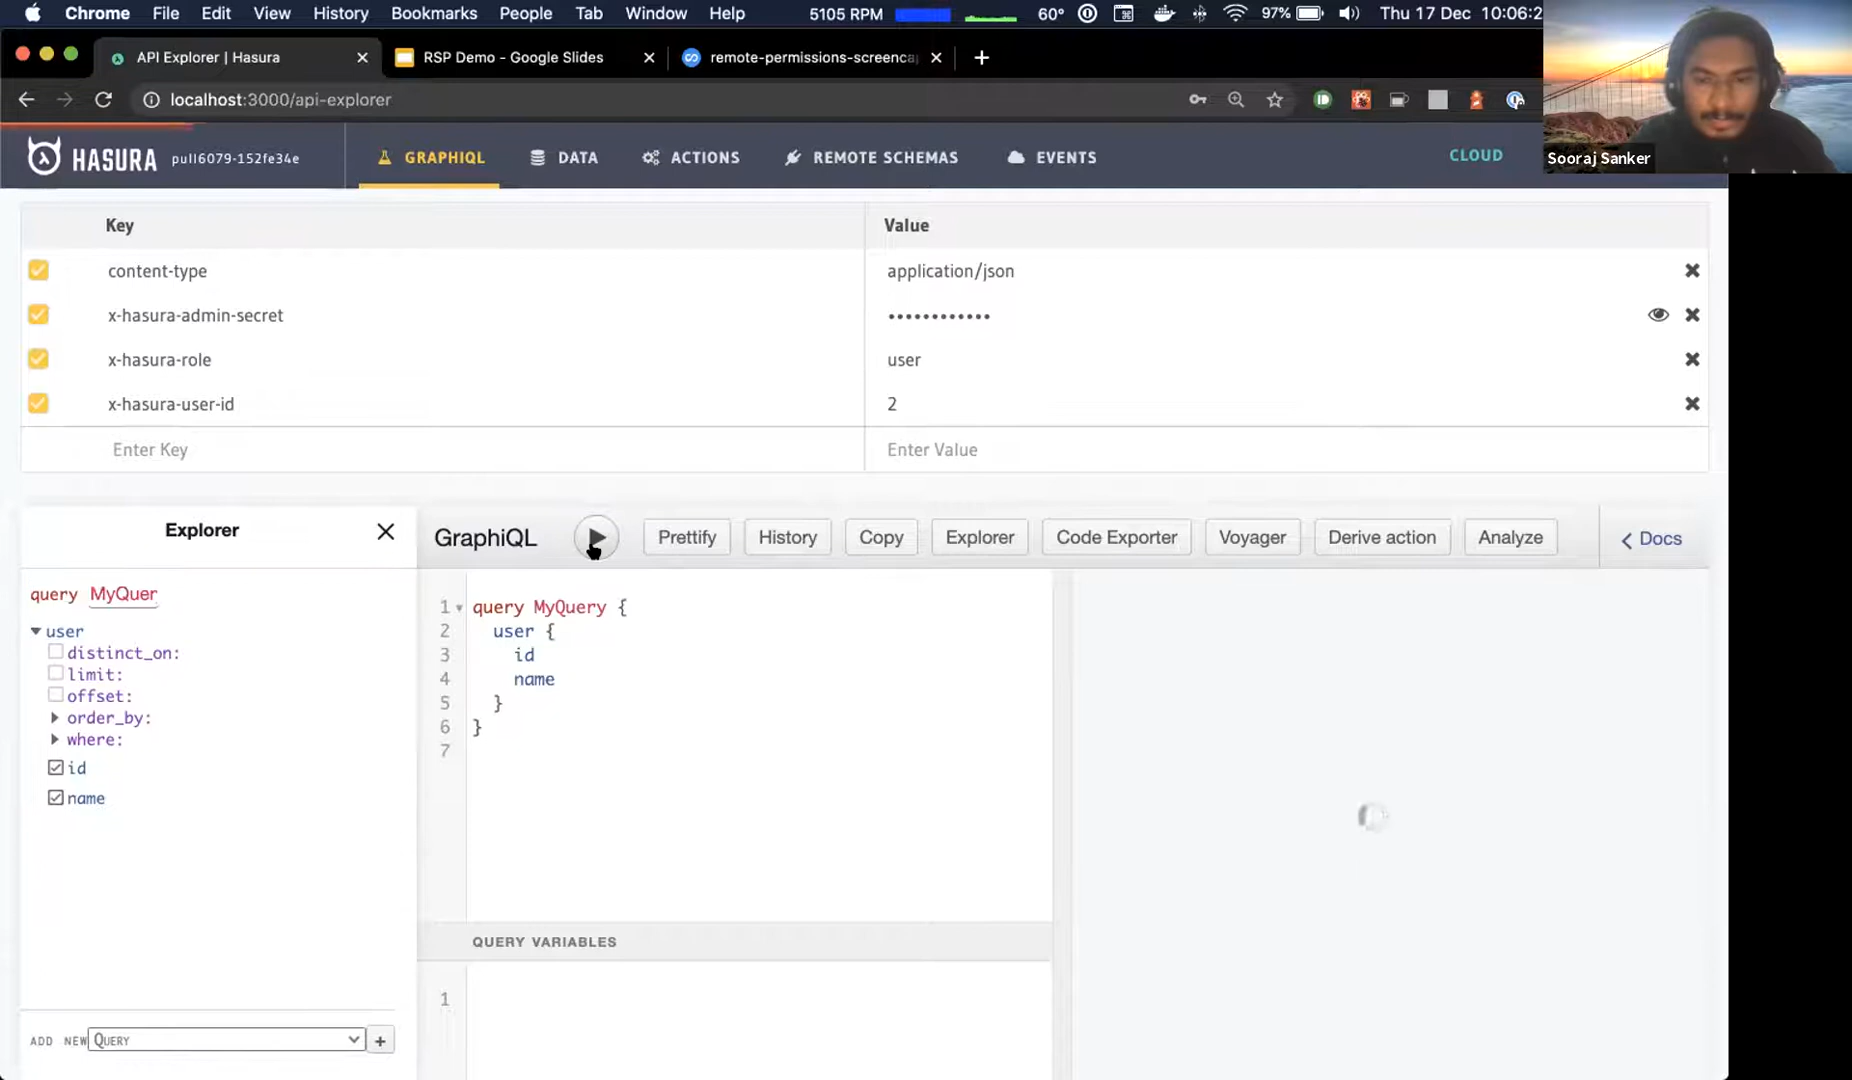 Chrome File Edit View History Bookmarks People Tab Window Help 5105 RPM 60° 97% Thu 17 Dec 10:06:2
API Explorer | Hasura
RSP Demo - Google Slides
remote-permissions-screenca
localhost:3000/api-explorer
Sooraj Sanker
HASURA pull6079-152fe34e GRAPHIQL DATA ACTIONS REMOTE SCHEMAS EVENTS CLOUD
Key Value
content-type application/json
x-hasura-admin-secret ••••••••••••
x-hasura-role user
x-hasura-user-id 2
Enter Key Enter Value
Explorer
GraphiQL Prettify History Copy Explorer Code Exporter Voyager Derive action Analyze Docs
query MyQuer
user
distinct_on:
limit:
offset:
order_by:
where:
id
name
ADD NEW QUERY +
1 query MyQuery {
2 user {
3 id
4 name
5 }
6 }
7
QUERY VARIABLES
1